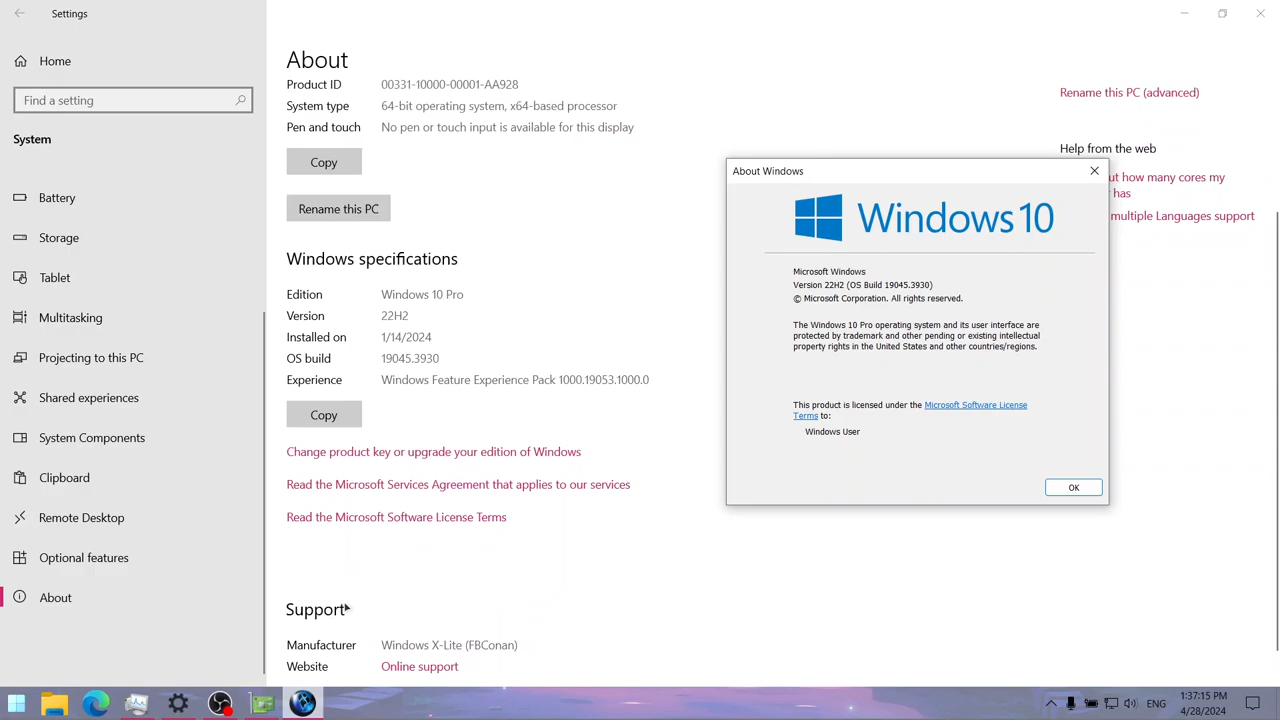 Settings
Home
Find a setting
System
Battery
Storage
Tablet
Multitasking
Projecting to this PC
Shared experiences
System Components
Clipboard
Remote Desktop
Optional features
About
About
Product ID 00331-10000-00001-AA928
System type 64-bit operating system, x64-based processor
Pen and touch No pen or touch input is available for this display
Copy
Rename this PC
Windows specifications
Edition Windows 10 Pro
Version 22H2
Installed on 1/14/2024
OS build 19045.3930
Experience Windows Feature Experience Pack 1000.19053.1000.0
Copy
Change product key or upgrade your edition of Windows
Read the Microsoft Services Agreement that applies to our services
Read the Microsoft Software License Terms
Support
Manufacturer Windows X-Lite (FBConan)
Website Online support
Rename this PC (advanced)
Help from the web
ut how many cores my
has
multiple Languages support
About Windows
Windows 10
Microsoft Windows
Version 22H2 (OS Build 19045.3930)
© Microsoft Corporation. All rights reserved.
The Windows 10 Pro operating system and its user interface are
protected by trademark and other pending or existing intellectual
property rights in the United States and other countries/regions.
This product is licensed under the Microsoft Software License
Terms to:
Windows User
OK
ENG
1:37:15 PM
4/28/2024